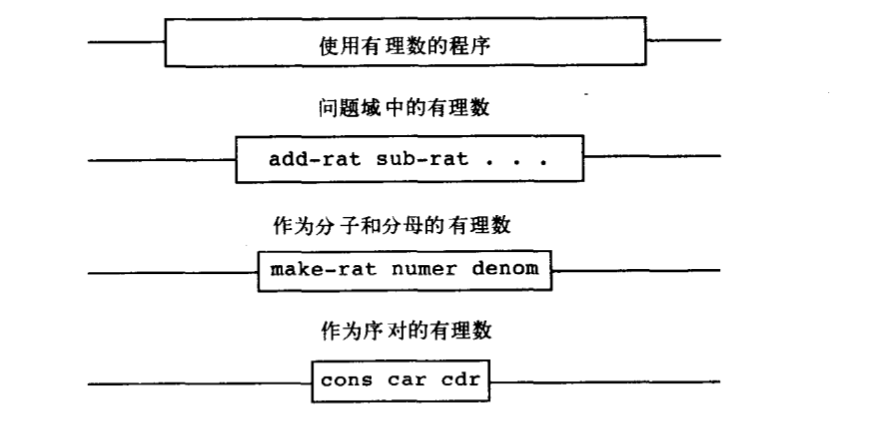 使用有理数的程序
问题域中的有理数
add-rat sub-rat . . .
作为分子和分母的有理数
make-rat numer denom
作为序对的有理数
cons car cdr